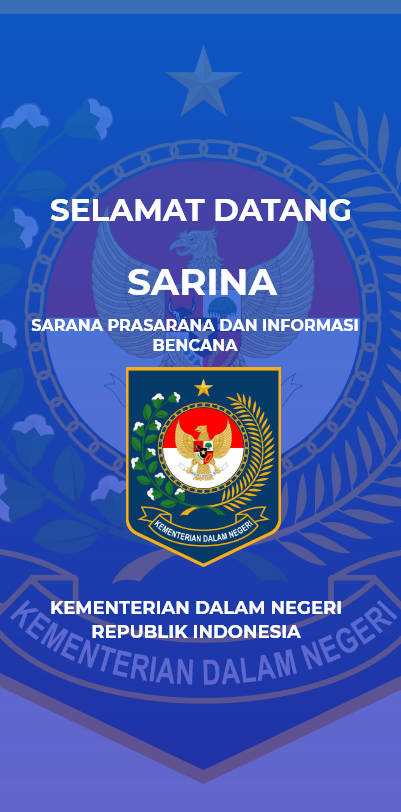 SELAMAT DATANG
SARINA
SARANA PRASARANA DAN INFORMASI
BENCANA
KEMENTERIAN DALAM NEGERI
KEMENTERIAN DALAM NEGERI
REPUBLIK INDONESIA
KEMENTERIAN DALAM NEGERI